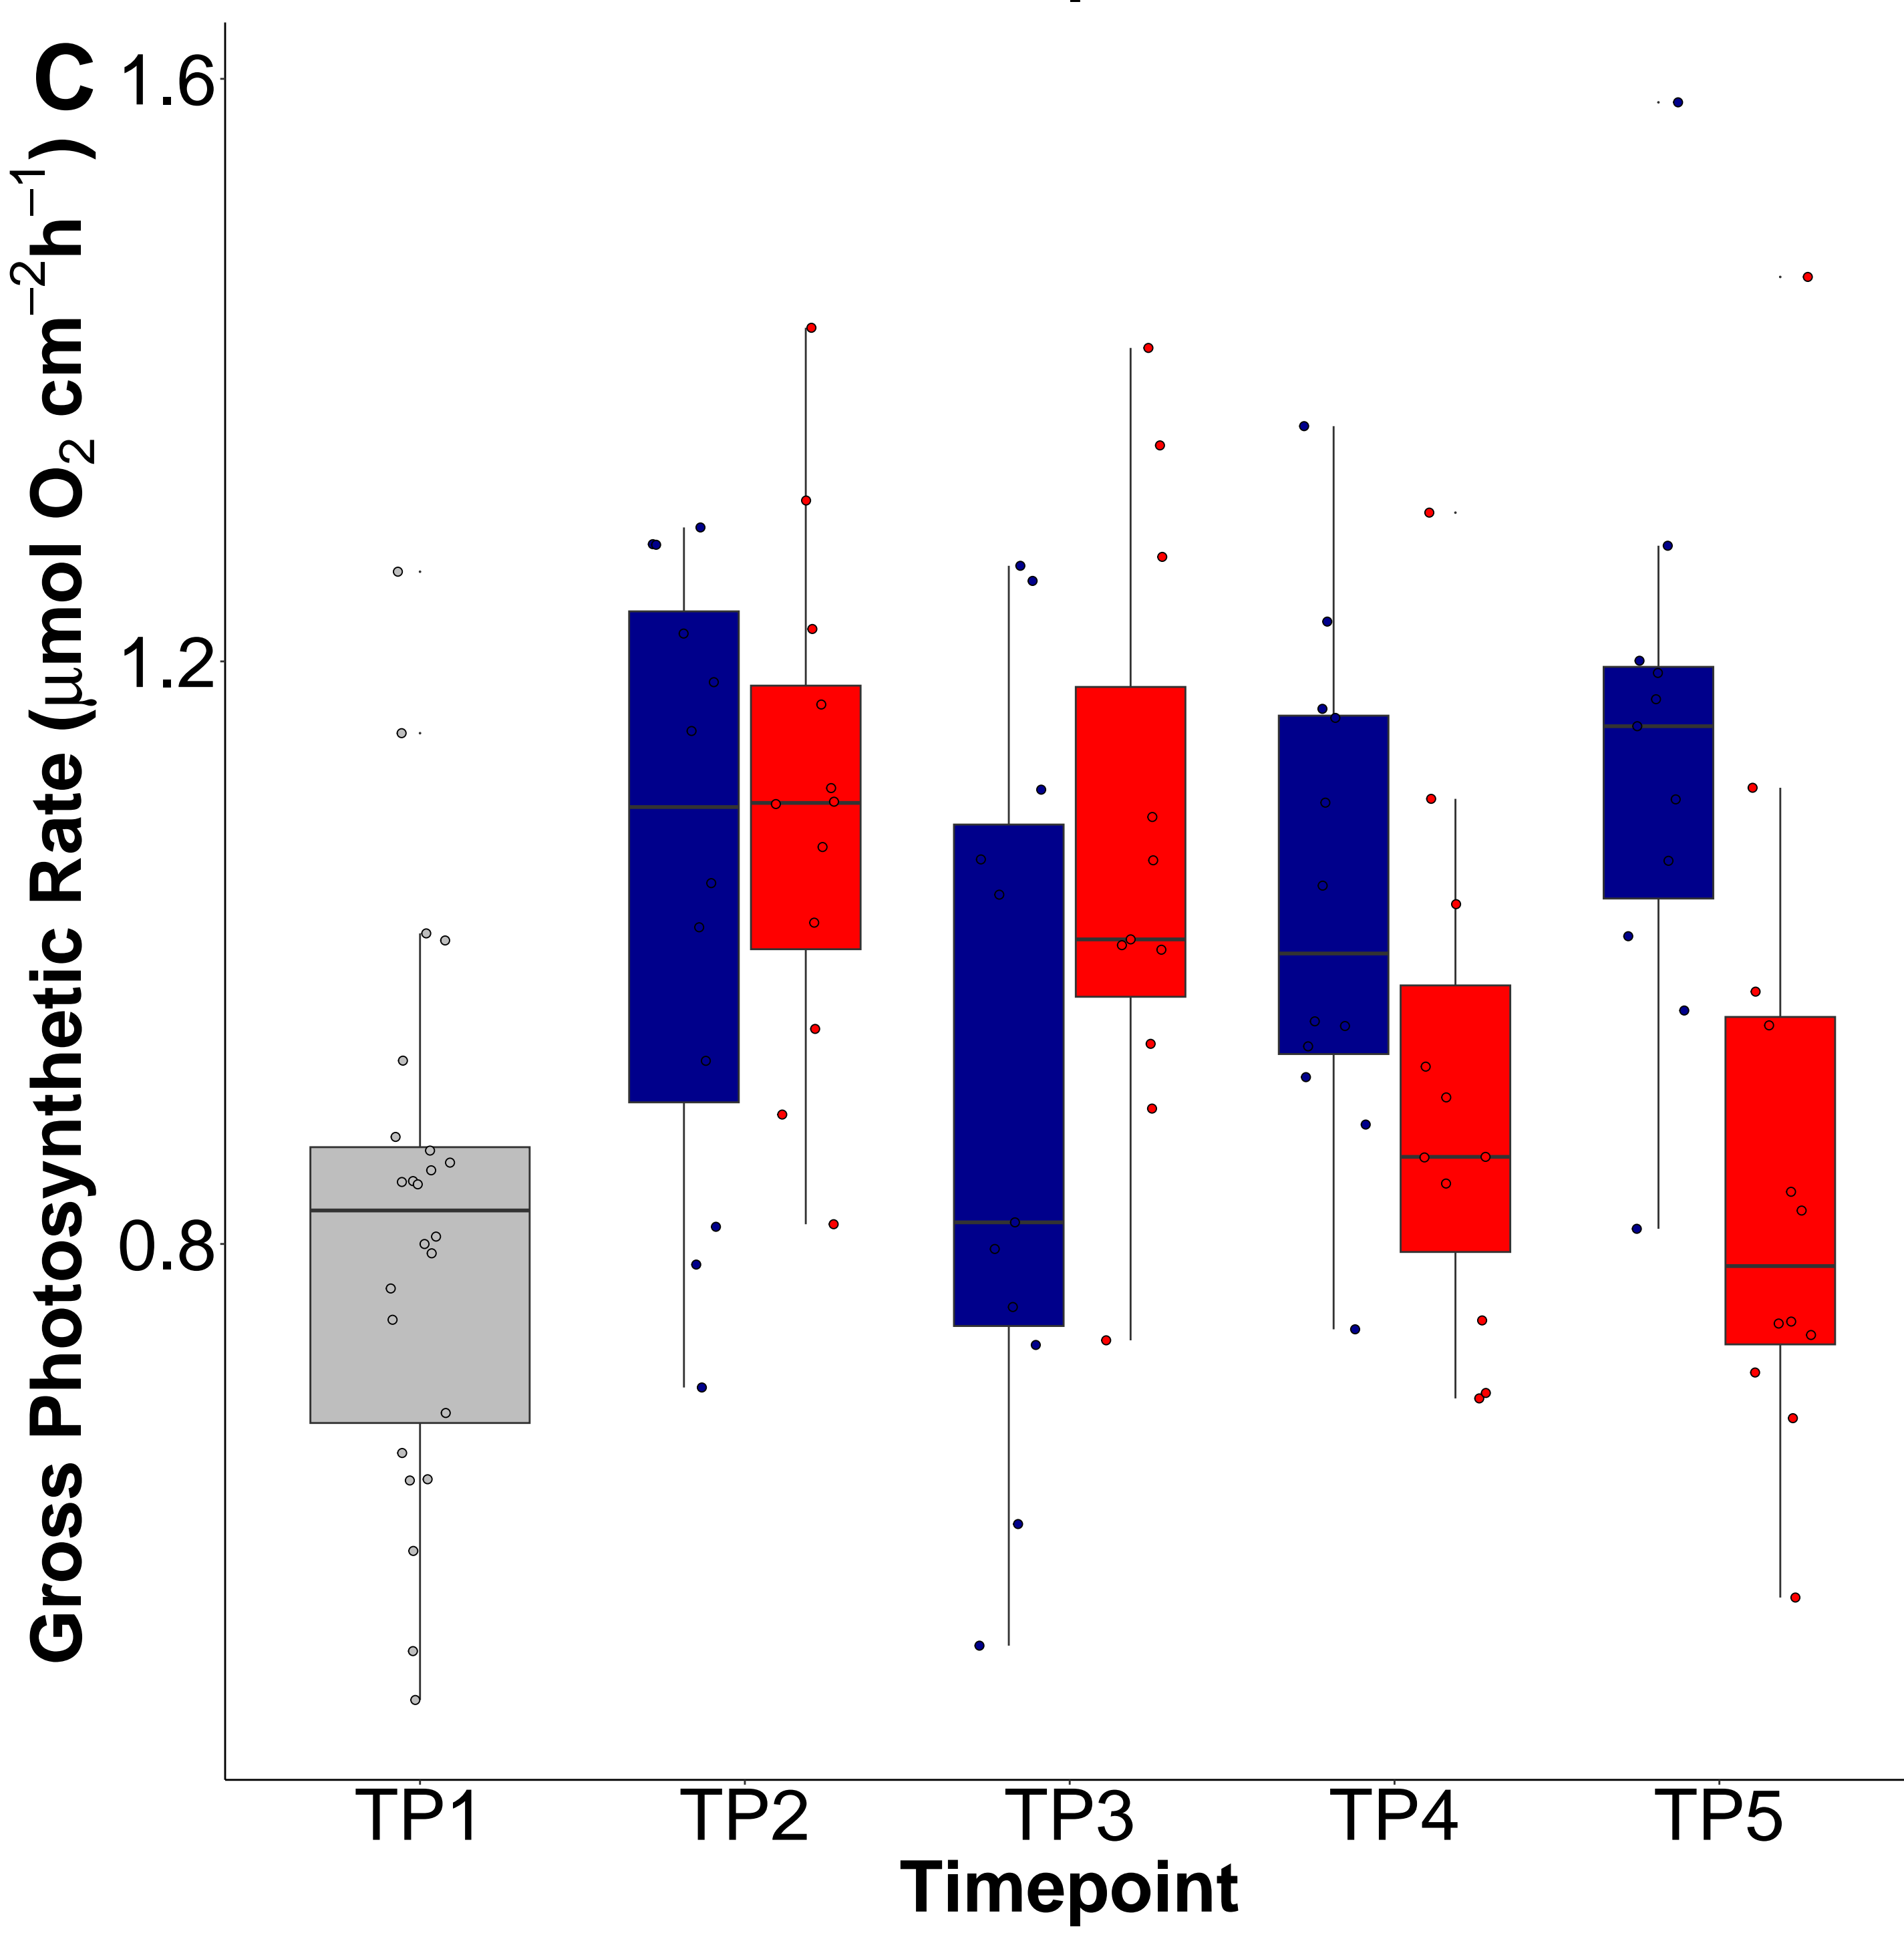 C
Gross Photosynthetic Rate (μmol O₂ cm⁻²h⁻¹)
1.6
1.2
0.8
TP1 TP2 TP3 TP4 TP5
Timepoint